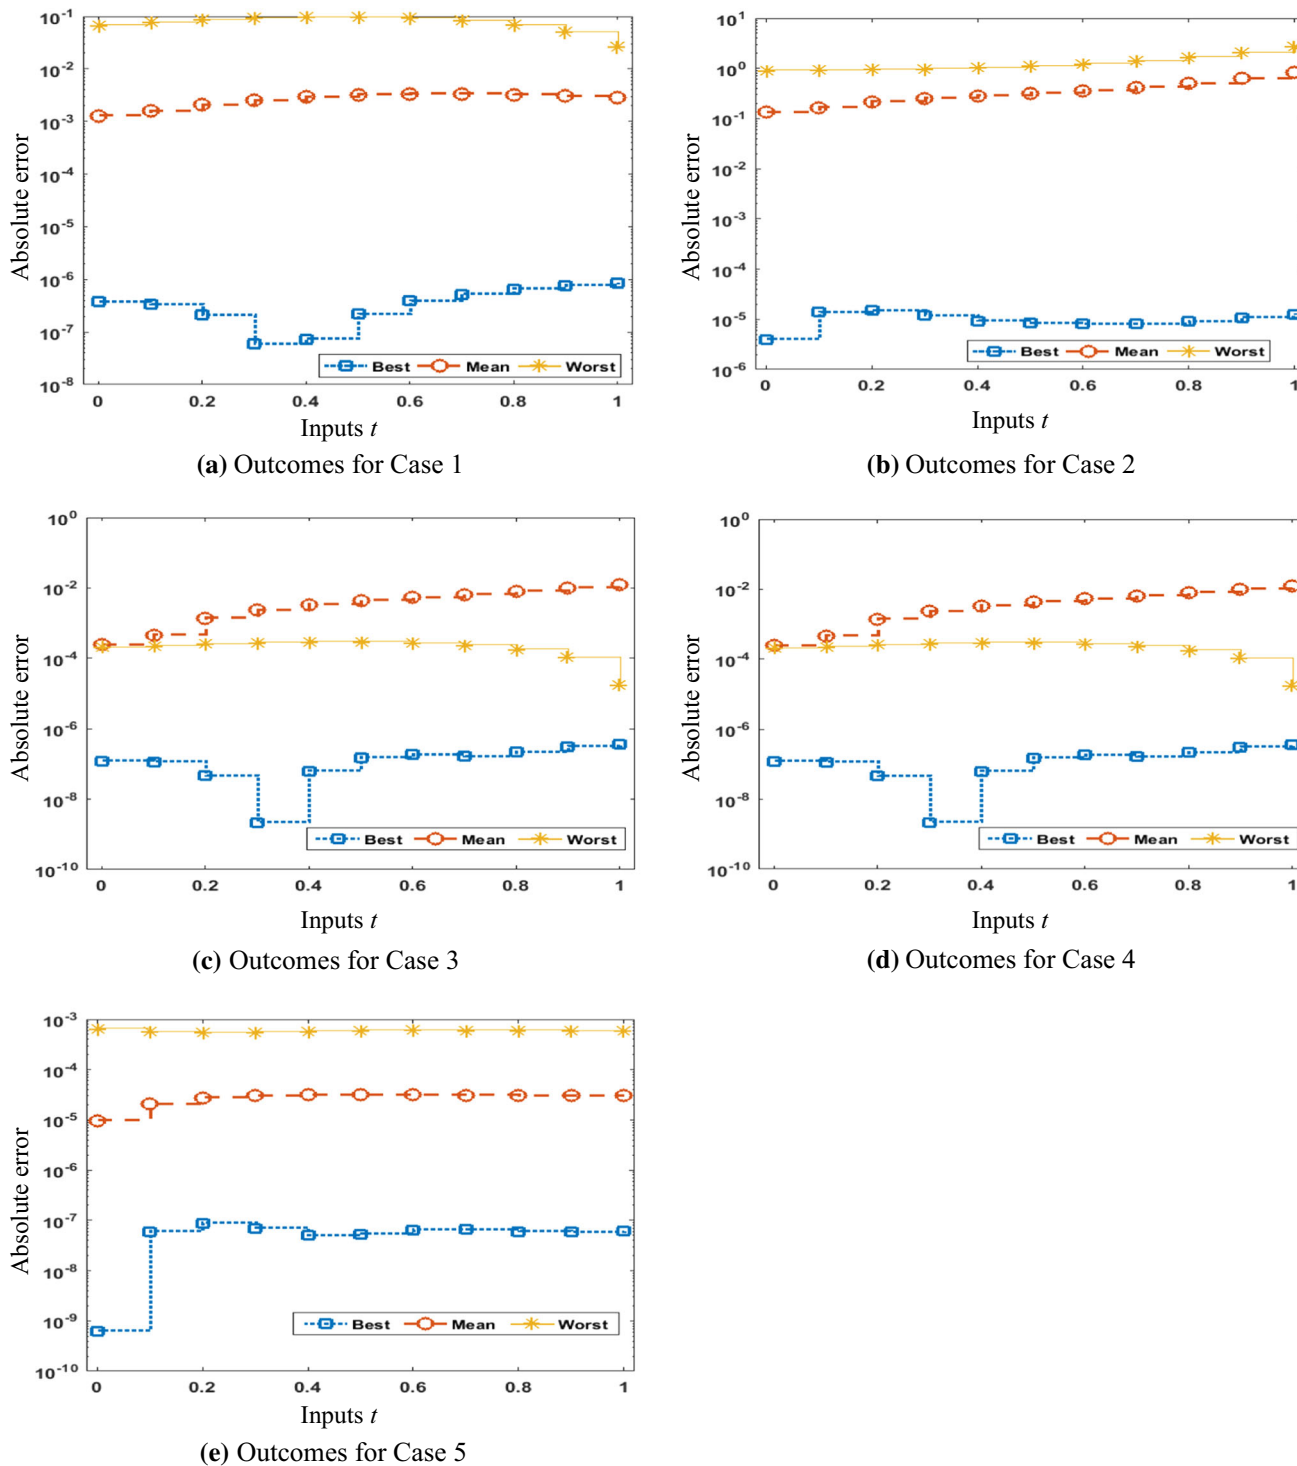 Absolute error
10^-1
10^-2
10^-3
10^-4
10^-5
10^-6
10^-7
10^-8
Best Mean Worst
0 0.2 0.4 0.6 0.8 1
Inputs t
(a) Outcomes for Case 1
Absolute error
10^1
10^0
10^-1
10^-2
10^-3
10^-4
10^-5
10^-6
Best Mean Worst
0 0.2 0.4 0.6 0.8 1
Inputs t
(b) Outcomes for Case 2
Absolute error
10^0
10^-2
10^-4
10^-6
10^-8
10^-10
Best Mean Worst
0 0.2 0.4 0.6 0.8 1
Inputs t
(c) Outcomes for Case 3
Absolute error
10^0
10^-2
10^-4
10^-6
10^-8
10^-10
Best Mean Worst
0 0.2 0.4 0.6 0.8 1
Inputs t
(d) Outcomes for Case 4
Absolute error
10^-3
10^-4
10^-5
10^-6
10^-7
10^-8
10^-9
10^-10
Best Mean Worst
0 0.2 0.4 0.6 0.8 1
Inputs t
(e) Outcomes for Case 5